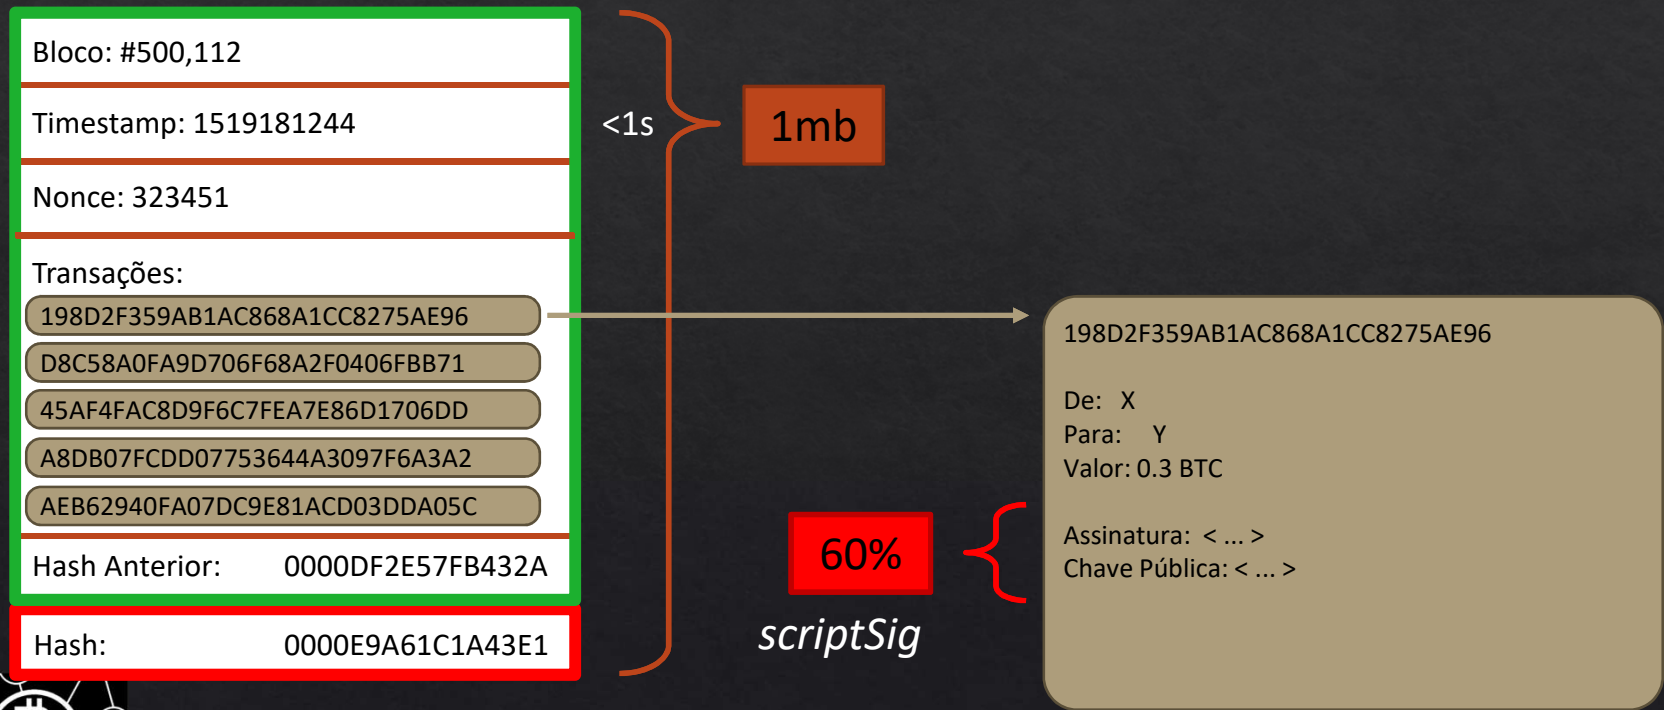 Bloco: #500,112
Timestamp: 1519181244
Nonce: 323451
Transações:
198D2F359AB1AC868A1CC8275AE96
D8C58A0FA9D706F68A2F0406FBB71
45AF4FAC8D9F6C7FEA7E86D1706DD
A8DB07FCDD07753644A3097F6A3A2
AEB62940FA07DC9E81ACD03DDA05C
Hash Anterior: 0000DF2E57FB432A
Hash: 0000E9A61C1A43E1
<1s
1mb
60%
scriptSig
198D2F359AB1AC868A1CC8275AE96
De: X
Para: Y
Valor: 0.3 BTC
Assinatura: < ... >
Chave Pública: < ... >